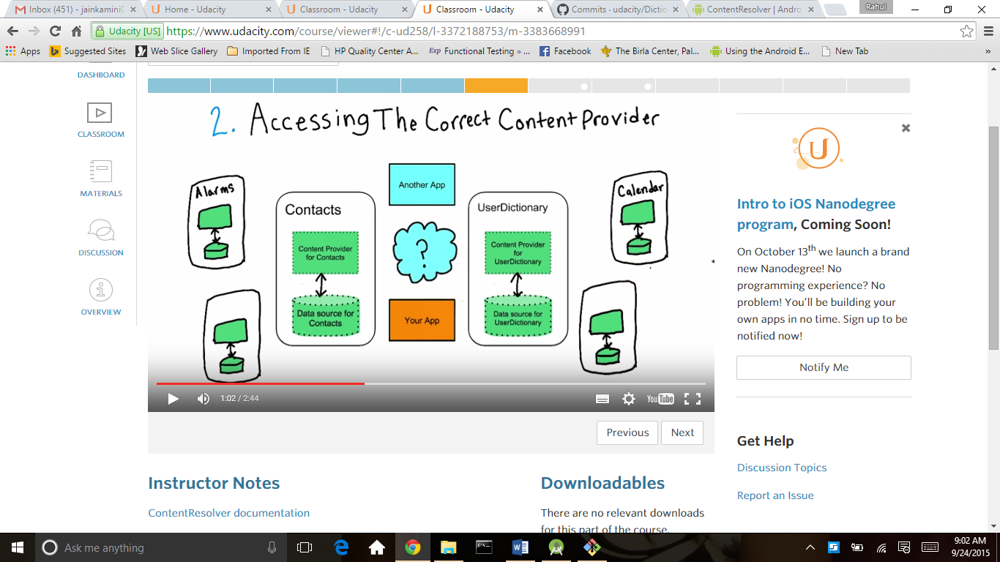 Inbox (451) - jainkamini0
Home - Udacity
Classroom - Udacity
Classroom - Udacity
Commits · udacity/Dictio
ContentResolver | Andro
Rahul
Udacity [US]
https://www.udacity.com/course/viewer#!/c-ud258/l-3372188753/m-3383668991
Apps
Suggested Sites
Web Slice Gallery
Imported From IE
HP Quality Center A...
Exp Functional Testing » ...
Facebook
The Birla Center, Pal...
Using the Android E...
New Tab
»
DASHBOARD
CLASSROOM
MATERIALS
DISCUSSION
OVERVIEW
2. Accessing The Correct Content Provider
Alarms
Contacts
Content Provider
for Contacts
Data source for
Contacts
Another App
?
Your App
UserDictionary
Content Provider
for
UserDictionary
Data source for
UserDictionary
Calendar
1:02 / 2:44
YouTube
Previous
Next
U
Intro to iOS Nanodegree
program, Coming Soon!
On October 13th we launch a brand
new Nanodegree! No
programming experience? No
problem! You'll be building your
own apps in no time. Sign up to be
notified now!
Notify Me
Get Help
Discussion Topics
Report an Issue
Instructor Notes
ContentResolver documentation
Downloadables
There are no relevant downloads
for this part of the course.
Ask me anything
9:02 AM
9/24/2015